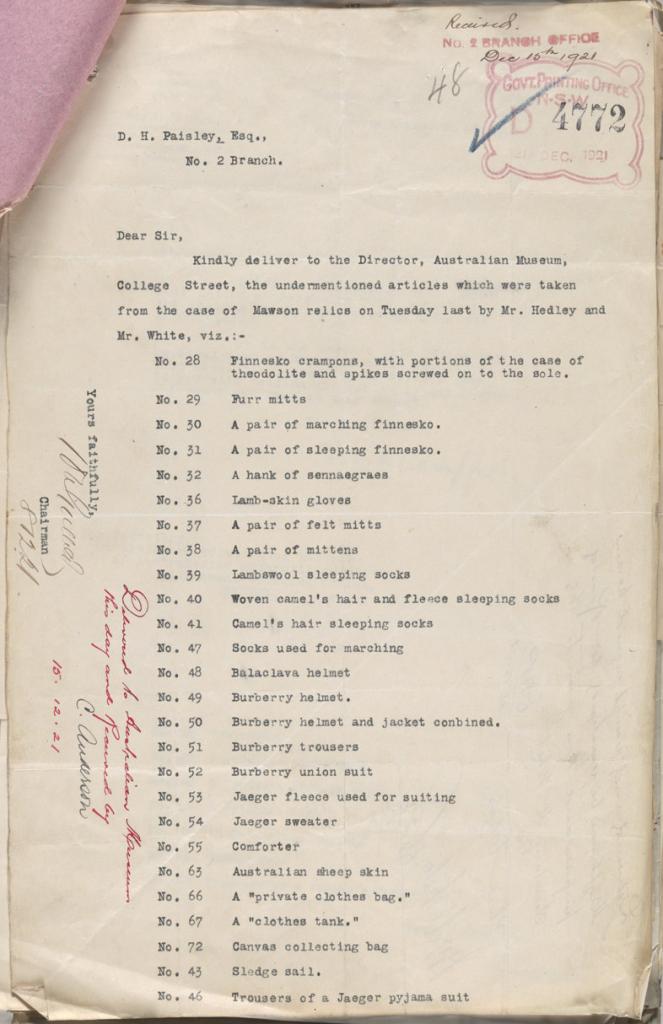 Received.
No. 2 BRANCH OFFICE
Dec 15th 1921
48
GOVT. PRINTING OFFICE
N.S.W.
D 4772
DEC. 1921
D. H. Paisley, Esq.,
No. 2 Branch.
Dear Sir,
Kindly deliver to the Director, Australian Museum,
College Street, the undermentioned articles which were taken
from the case of Mawson relics on Tuesday last by Mr. Hedley and
Mr. White, viz.:-
No. 28 Finnesko crampons, with portions of the case of
theodolite and spikes screwed on to the sole.
No. 29 Furr mitts
No. 30 A pair of marching finnesko.
No. 31 A pair of sleeping finnesko.
No. 32 A hank of sennaegraes
No. 36 Lamb-skin gloves
No. 37 A pair of felt mitts
No. 38 A pair of mittens
No. 39 Lambswool sleeping socks
No. 40 Woven camel's hair and fleece sleeping socks
No. 41 Camel's hair sleeping socks
No. 47 Socks used for marching
No. 48 Balaclava helmet
No. 49 Burberry helmet.
No. 50 Burberry helmet and jacket conbined.
No. 51 Burberry trousers
No. 52 Burberry union suit
No. 53 Jaeger fleece used for suiting
No. 54 Jaeger sweater
No. 55 Comforter
No. 63 Australian sheep skin
No. 66 A "private clothes bag."
No. 67 A "clothes tank."
No. 72 Canvas collecting bag
No. 43 Sledge sail.
No. 46 Trousers of a Jaeger pyjama suit
Yours faithfully,
Chairman
8/12/21
Delivered to Australian Museum
this day and received by
C. Anderson
15.12.21